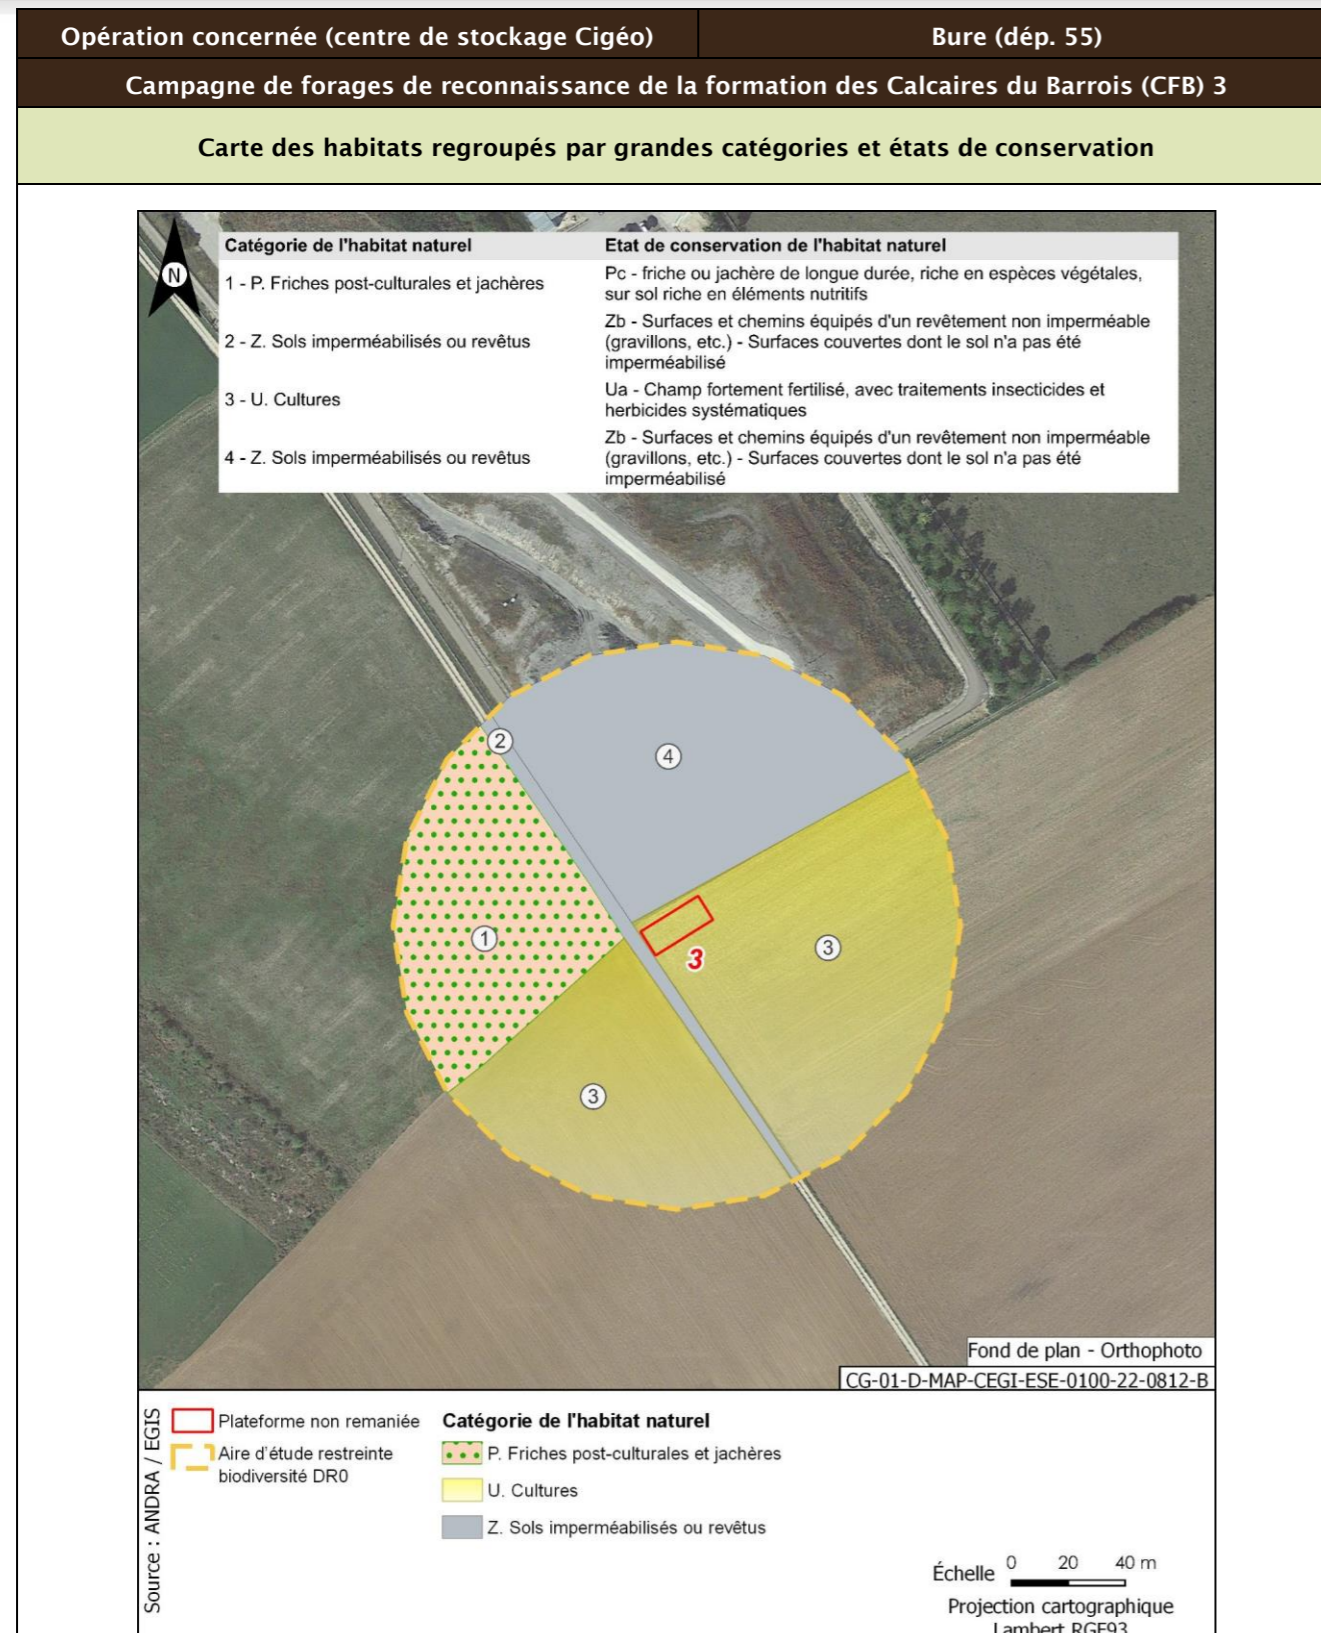 Opération concernée (centre de stockage Cigéo)
Bure (dép. 55)
Campagne de forages de reconnaissance de la formation des Calcaires du Barrois (CFB) 3
Carte des habitats regroupés par grandes catégories et états de conservation
N
Catégorie de l'habitat naturel
Etat de conservation de l'habitat naturel
1 - P. Friches post-culturales et jachères
Pc - friche ou jachère de longue durée, riche en espèces végétales,
sur sol riche en éléments nutritifs
2 - Z. Sols imperméabilisés ou revêtus
Zb - Surfaces et chemins équipés d'un revêtement non imperméable
(gravillons, etc.) - Surfaces couvertes dont le sol n'a pas été
imperméabilisé
3 - U. Cultures
Ua - Champ fortement fertilisé, avec traitements insecticides et
herbicides systématiques
4 - Z. Sols imperméabilisés ou revêtus
Zb - Surfaces et chemins équipés d'un revêtement non imperméable
(gravillons, etc.) - Surfaces couvertes dont le sol n'a pas été
imperméabilisé
2
4
1
3
3
3
Fond de plan - Orthophoto
CG-01-D-MAP-CEGI-ESE-0100-22-0812-B
Source : ANDRA / EGIS
Plateforme non remaniée
Aire d'étude restreinte
biodiversité DR0
Catégorie de l'habitat naturel
P. Friches post-culturales et jachères
U. Cultures
Z. Sols imperméabilisés ou revêtus
Échelle 0 20 40 m
Projection cartographique
Lambert RGF93